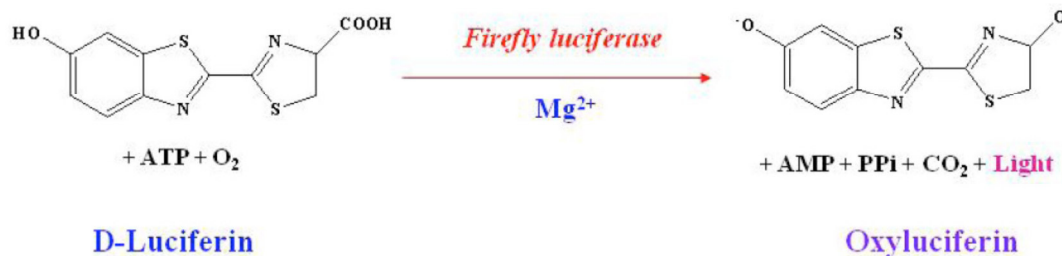 COOH
HO
S
N
N
S
Firefly luciferase
Mg²⁺
⁻O
S
N
N
S
+ ATP + O₂
+ AMP + PPi + CO₂ + Light
D-Luciferin
Oxyluciferin